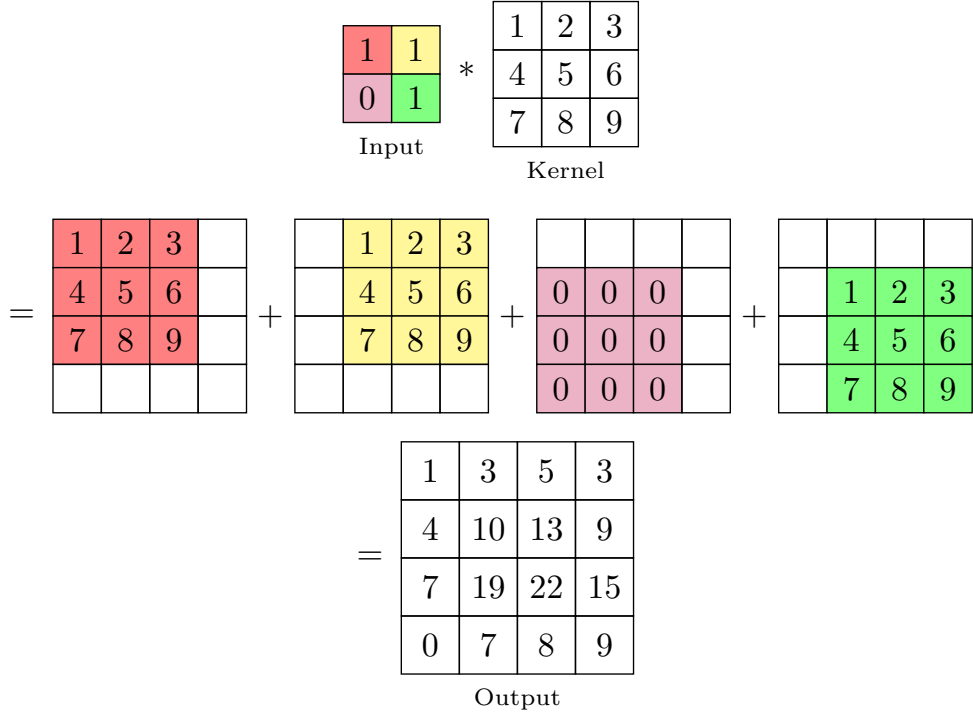 1 1 * 1 2 3
0 1 4 5 6
7 8 9
Input
Kernel
1 2 3 1 2 3
= 4 5 6 + 4 5 6 + 0 0 0 + 1 2 3
7 8 9 7 8 9 0 0 0 4 5 6
0 0 0 7 8 9
1 3 5 3
= 4 10 13 9
7 19 22 15
0 7 8 9
Output